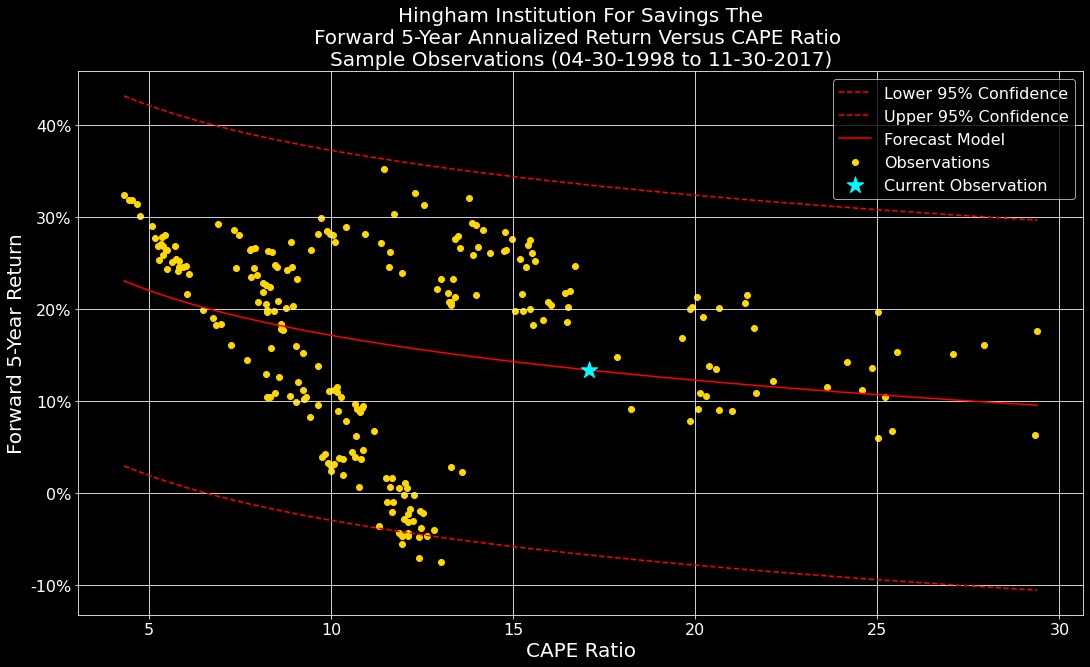 Hingham Institution For Savings The
Forward 5-Year Annualized Return Versus CAPE Ratio
Sample Observations (04-30-1998 to 11-30-2017)
Lower 95% Confidence
Upper 95% Confidence
Forecast Model
Observations
Current Observation
Forward 5-Year Return
40%
30%
20%
10%
0%
-10%
5
10
15
20
25
30
CAPE Ratio